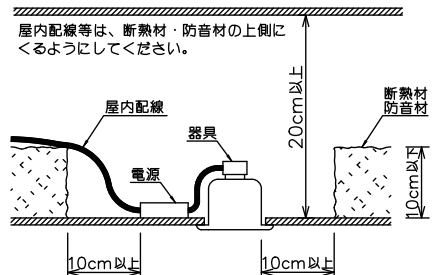 屋内配線等は、断熱材・防音材の上側に
くるようにしてください。
屋内配線
器具
電源
20cm以上
断熱材
防音材
10cm以下
10cm以上
10cm以上